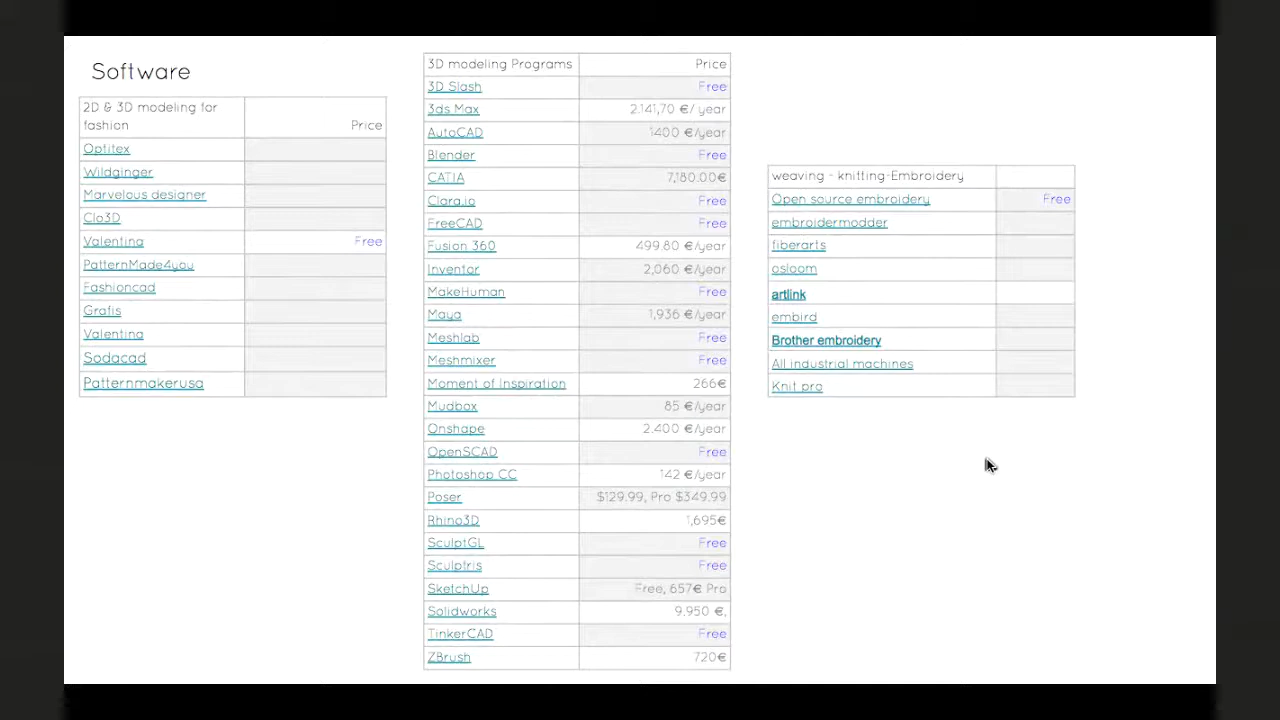 Software
2D & 3D modeling for
fashion Price
Optitex
Wildginger
Marvelous designer
Clo3D
Valentina Free
PatternMade4you
Fashioncad
Grafis
Valentina
Sodacad
Patternmakerusa
3D modeling Programs Price
3D Slash Free
3ds Max 2.141,70 €/ year
AutoCAD 1400 €/year
Blender Free
CATIA 7,180.00€
Clara.io Free
FreeCAD Free
Fusion 360 499.80 €/year
Inventor 2,060 €/year
MakeHuman Free
Maya 1,936 €/year
Meshlab Free
Meshmixer Free
Moment of Inspiration 266€
Mudbox 85 €/year
Onshape 2.400 €/year
OpenSCAD Free
Photoshop CC 142 €/year
Poser $129.99, Pro $349.99
Rhino3D 1,695€
SculptGL Free
Sculptris Free
SketchUp Free, 657€ Pro
Solidworks 9.950 €,
TinkerCAD Free
ZBrush 720€
weaving - knitting-Embroidery
Open source embroidery Free
embroidermodder
fiberarts
osloom
artlink
embird
Brother embroidery
All industrial machines
Knit pro